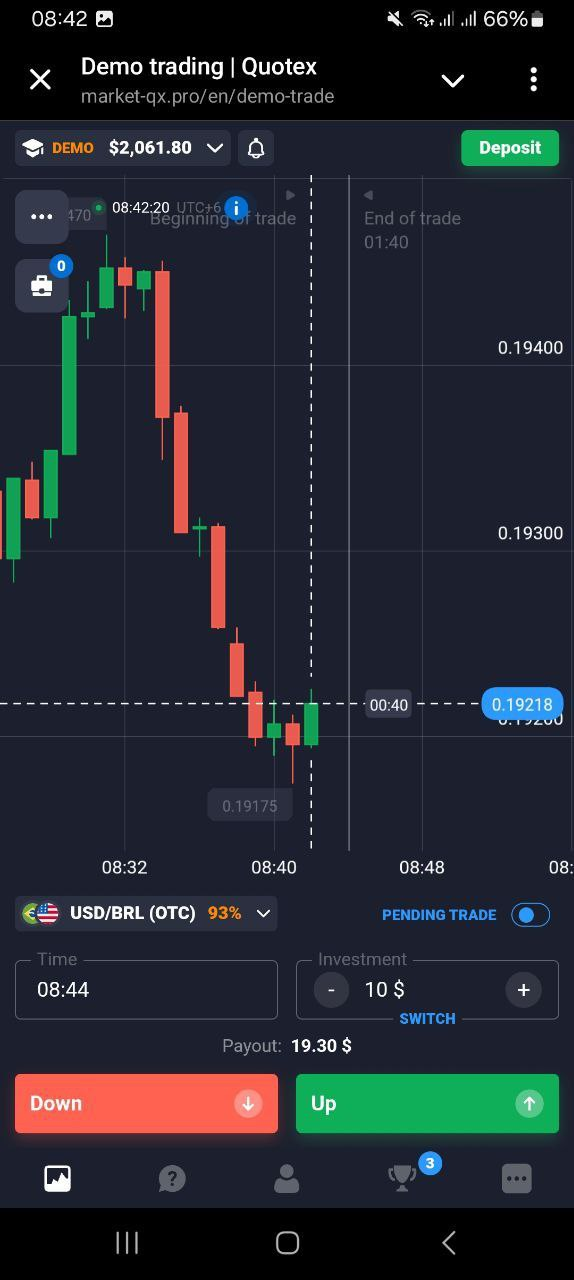 08:42 66%
Demo trading | Quotex
market-qx.pro/en/demo-trade
DEMO $2,061.80 Deposit
470 08:42:20 UTC+6 i
Beginning of trade End of trade
01:40
0
0.19400
0.19300
00:40 0.19218
0.19200
0.19175
08:32 08:40 08:48 08:
USD/BRL (OTC) 93% PENDING TRADE
Time Investment
08:44 - 10 $ +
SWITCH
Payout: 19.30 $
Down Up
? 3